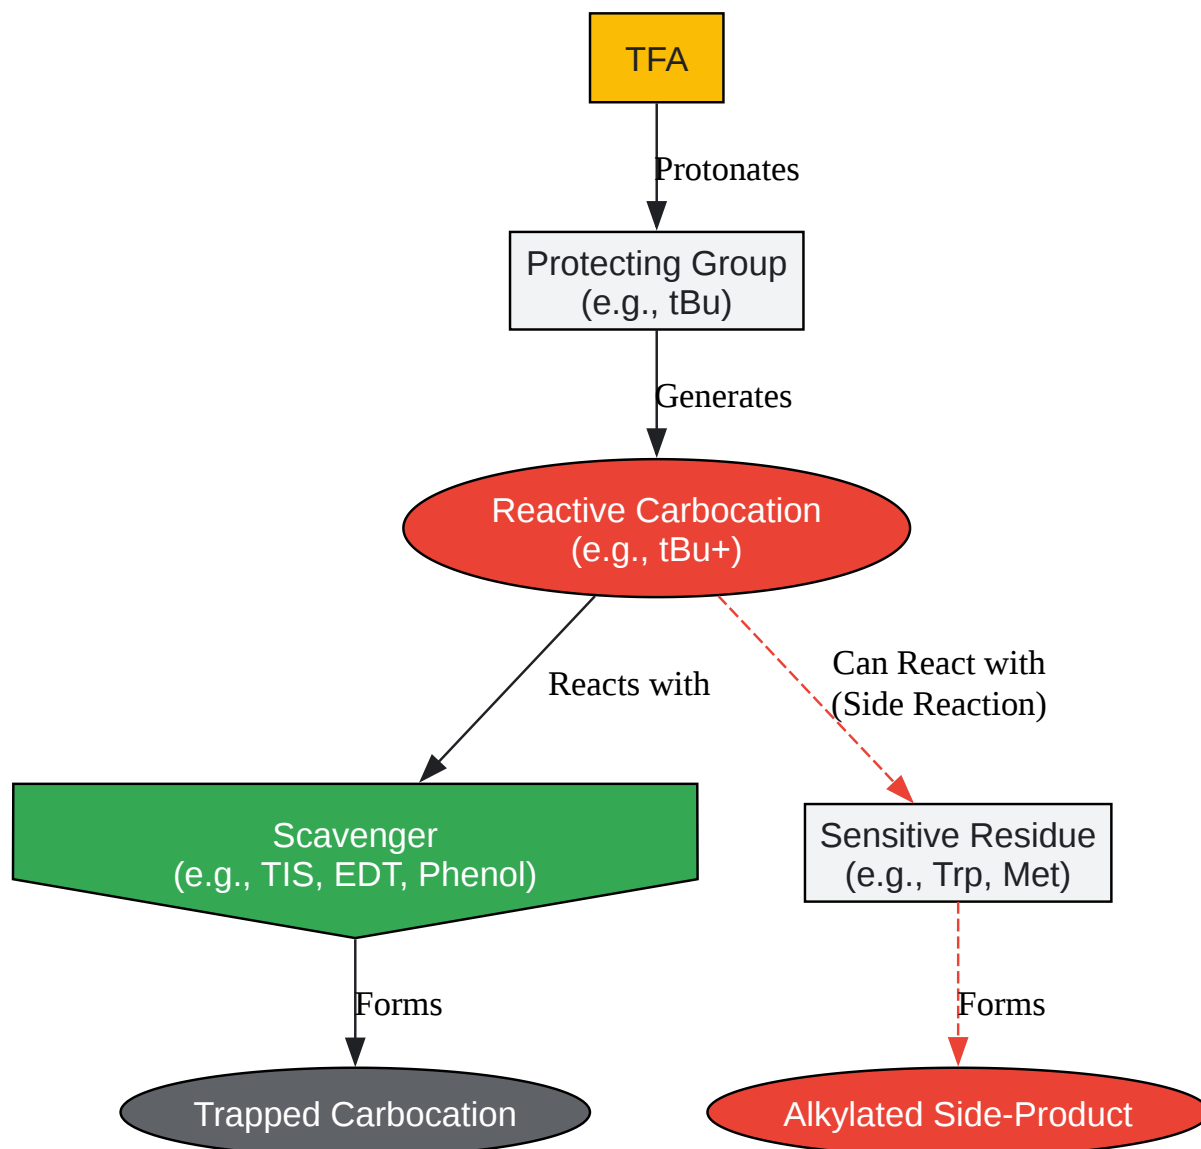 TFA
Protonates
Protecting Group
(e.g., tBu)
Generates
Reactive Carbocation
(e.g., tBu+)
Reacts with
Can React with
(Side Reaction)
Scavenger
(e.g., TIS, EDT, Phenol)
Sensitive Residue
(e.g., Trp, Met)
Forms
Forms
Trapped Carbocation
Alkylated Side-Product